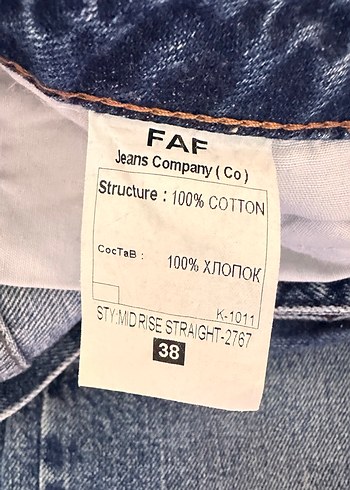 FAF
Jeans Company ( Co )
Structure : 100% COTTON
СосТаВ : 100% ХЛОПОК
K-1011
STY:MID RISE STRAIGHT-2767
38